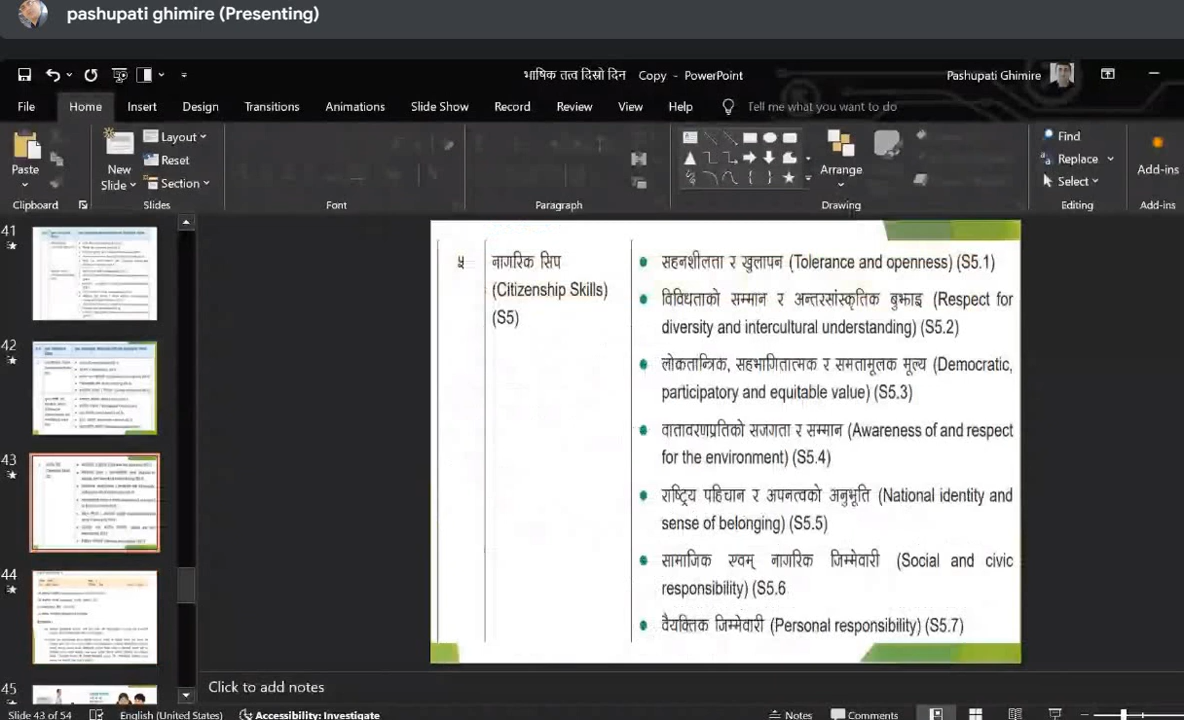 pashupati ghimire (Presenting)
भाषिक तत्व दिस्रो दिन   Copy  -  PowerPoint
Pashupati Ghimire
File Home Insert Design Transitions Animations Slide Show Record Review View Help Tell me what you want to do
Paste
New Slide
Layout
Reset
Section
Arrange
Find
Replace
Select
Add-ins
Clipboard Slides Font Paragraph Drawing Editing Add-ins
41
42
43
44
45
५ नागरिक सिप
(Citizenship Skills)
(S5)
सहनशीलता र खुलापन (Tolerance and openness) (S5.1)
विविधताको सम्मान र अन्तरसांस्कृतिक बुझाइ (Respect for
diversity and intercultural understanding) (S5.2)
लोकतान्त्रिक, सहभागितात्मक र समतामूलक मूल्य (Democratic,
participatory and equitable value) (S5.3)
वातावरणप्रतिको सजगता र सम्मान (Awareness of and respect
for the environment) (S5.4)
राष्ट्रिय पहिचान र अपनत्वको अनुभूति (National identity and
sense of belonging) (S5.5)
सामाजिक एवम् नागरिक जिम्मेवारी (Social and civic
responsibility) (S5.6
वैयक्तिक जिम्मेवारी (Personal responsibility) (S5.7)
Click to add notes
Slide 43 of 54 English (United States) Accessibility: Investigate Notes Comments